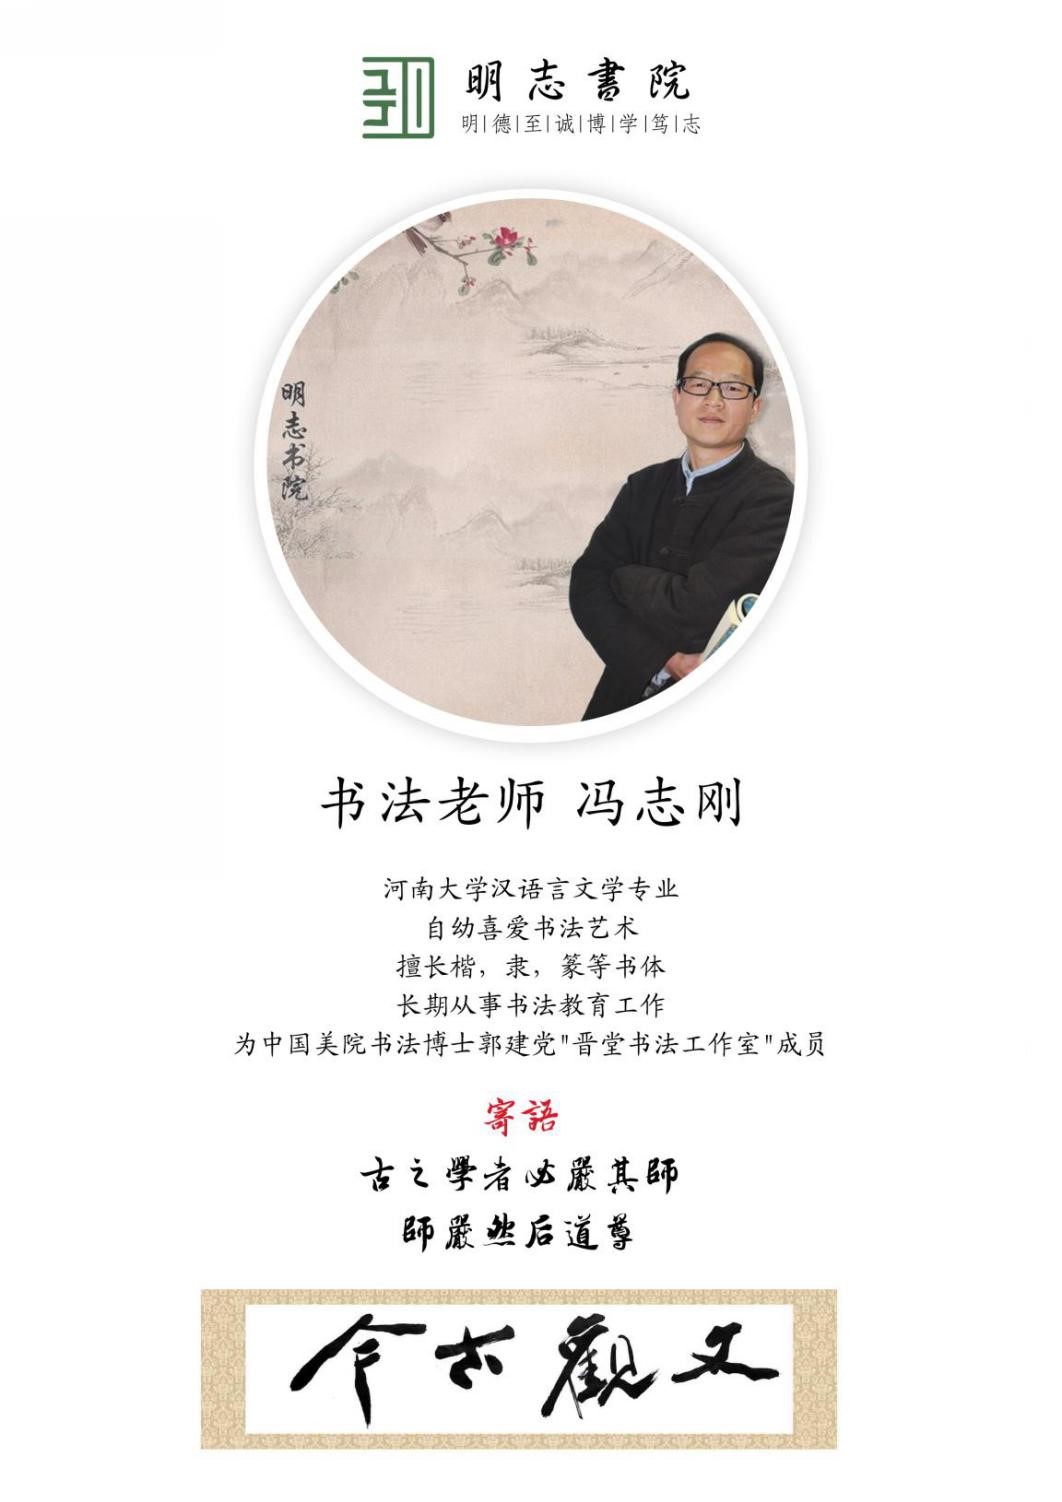 明志書院
明|德|至|诚|博|学|笃|志
明志书院
书法老师 冯志刚
河南大学汉语言文学专业
自幼喜爱书法艺术
擅长楷，隶，篆等书体
长期从事书法教育工作
为中国美院书法博士郭建党"晋堂书法工作室"成员
寄語
古之學者必嚴其師
師嚴然后道尊
文觀古今